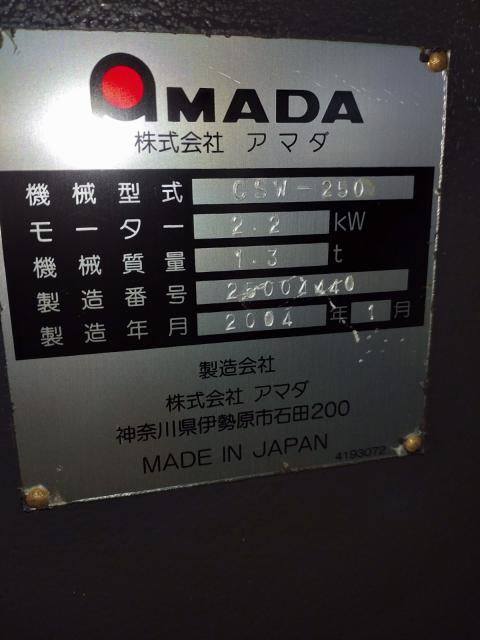 AMADA
株式会社 アマダ
機械型式 CSW-250
モーター 2.2 kW
機械質量 1.3 t
製造番号
製造年月 2004 年 1 月
製造会社
株式会社 アマダ
神奈川県伊勢原市石田200
MADE IN JAPAN
4193072